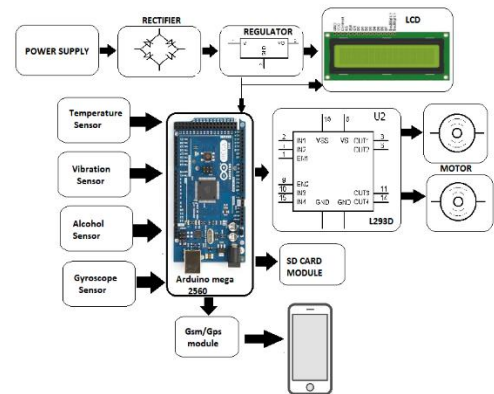 RECTIFIER
REGULATOR
LCD
POWER SUPPLY
Temperature
Sensor
Vibration
Sensor
Alcohol
Sensor
Gyroscope
Sensor
Arduino mega
2560
U2
16 8
2 IN1 VSS VS OUT1 3
IN2 OUT2 6
1 EN1
9 EN2
10 IN3 OUT3 11
15 IN4 GND GND OUT4 14
L293D
MOTOR
SD CARD
MODULE
Gsm/Gps
module